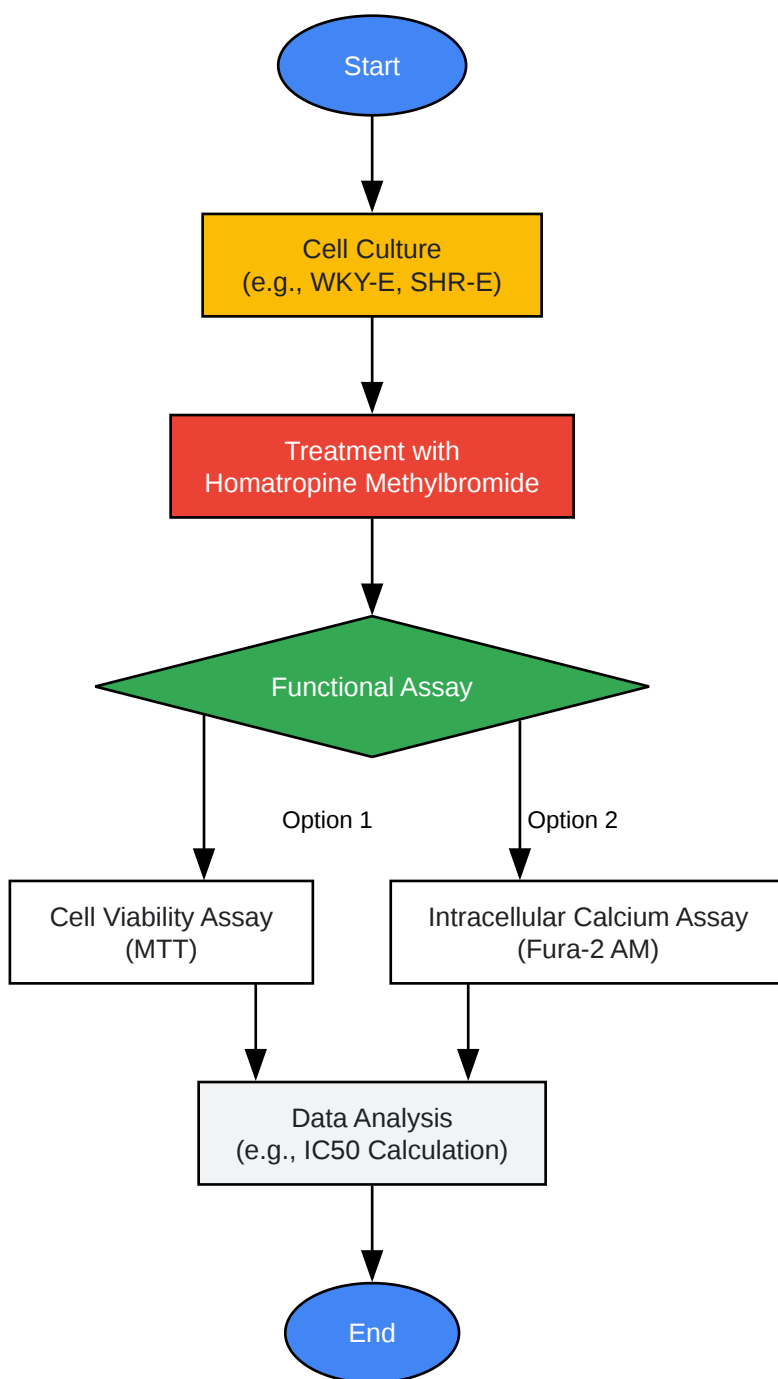 Start
Cell Culture
(e.g., WKY-E, SHR-E)
Treatment with
Homatropine Methylbromide
Functional Assay
Option 1
Option 2
Cell Viability Assay
(MTT)
Intracellular Calcium Assay
(Fura-2 AM)
Data Analysis
(e.g., IC50 Calculation)
End